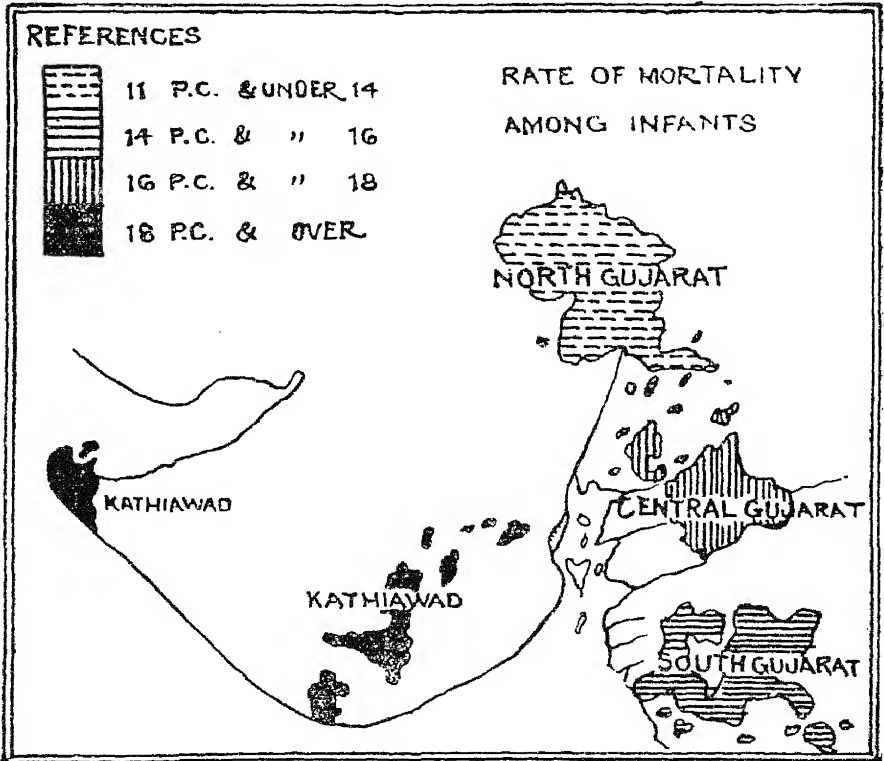 REFERENCES
11 P.C. & UNDER 14
14 P.C. & " 16
16 P.C. & " 18
18 P.C. & OVER
RATE OF MORTALITY
AMONG INFANTS
NORTH GUJARAT
KATHIAWAD
CENTRAL GUJARAT
KATHIAWAD
SOUTH GUJARAT